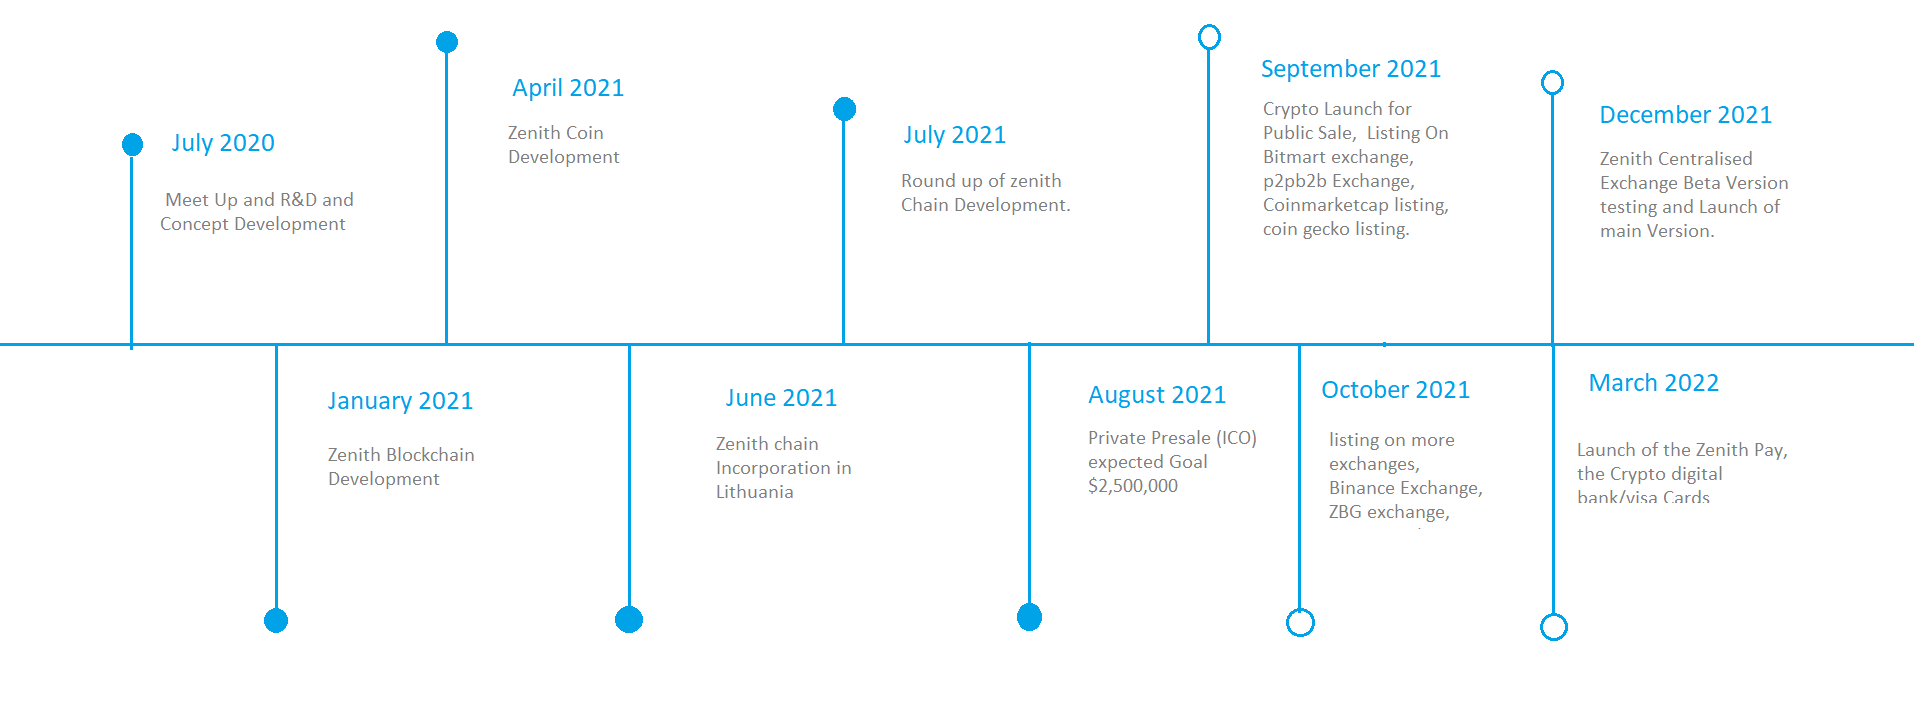 July 2020
Meet Up and R&D and
Concept Development
January 2021
Zenith Blockchain
Development
April 2021
Zenith Coin
Development
June 2021
Zenith chain
Incorporation in
Lithuania
July 2021
Round up of zenith
Chain Development.
August 2021
Private Presale (ICO)
expected Goal
$2,500,000
September 2021
Crypto Launch for
Public Sale, Listing On
Bitmart exchange,
p2pb2b Exchange,
Coinmarketcap listing,
coin gecko listing.
October 2021
listing on more
exchanges,
Binance Exchange,
ZBG exchange,
December 2021
Zenith Centralised
Exchange Beta Version
testing and Launch of
main Version.
March 2022
Launch of the Zenith Pay,
the Crypto digital
bank/visa Cards